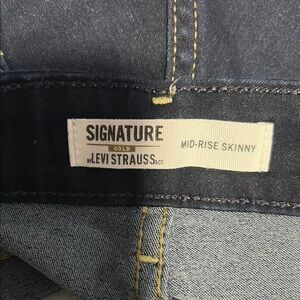 SIGNATURE
GOLD
BY LEVI STRAUSS & CO
MID-RISE SKINNY